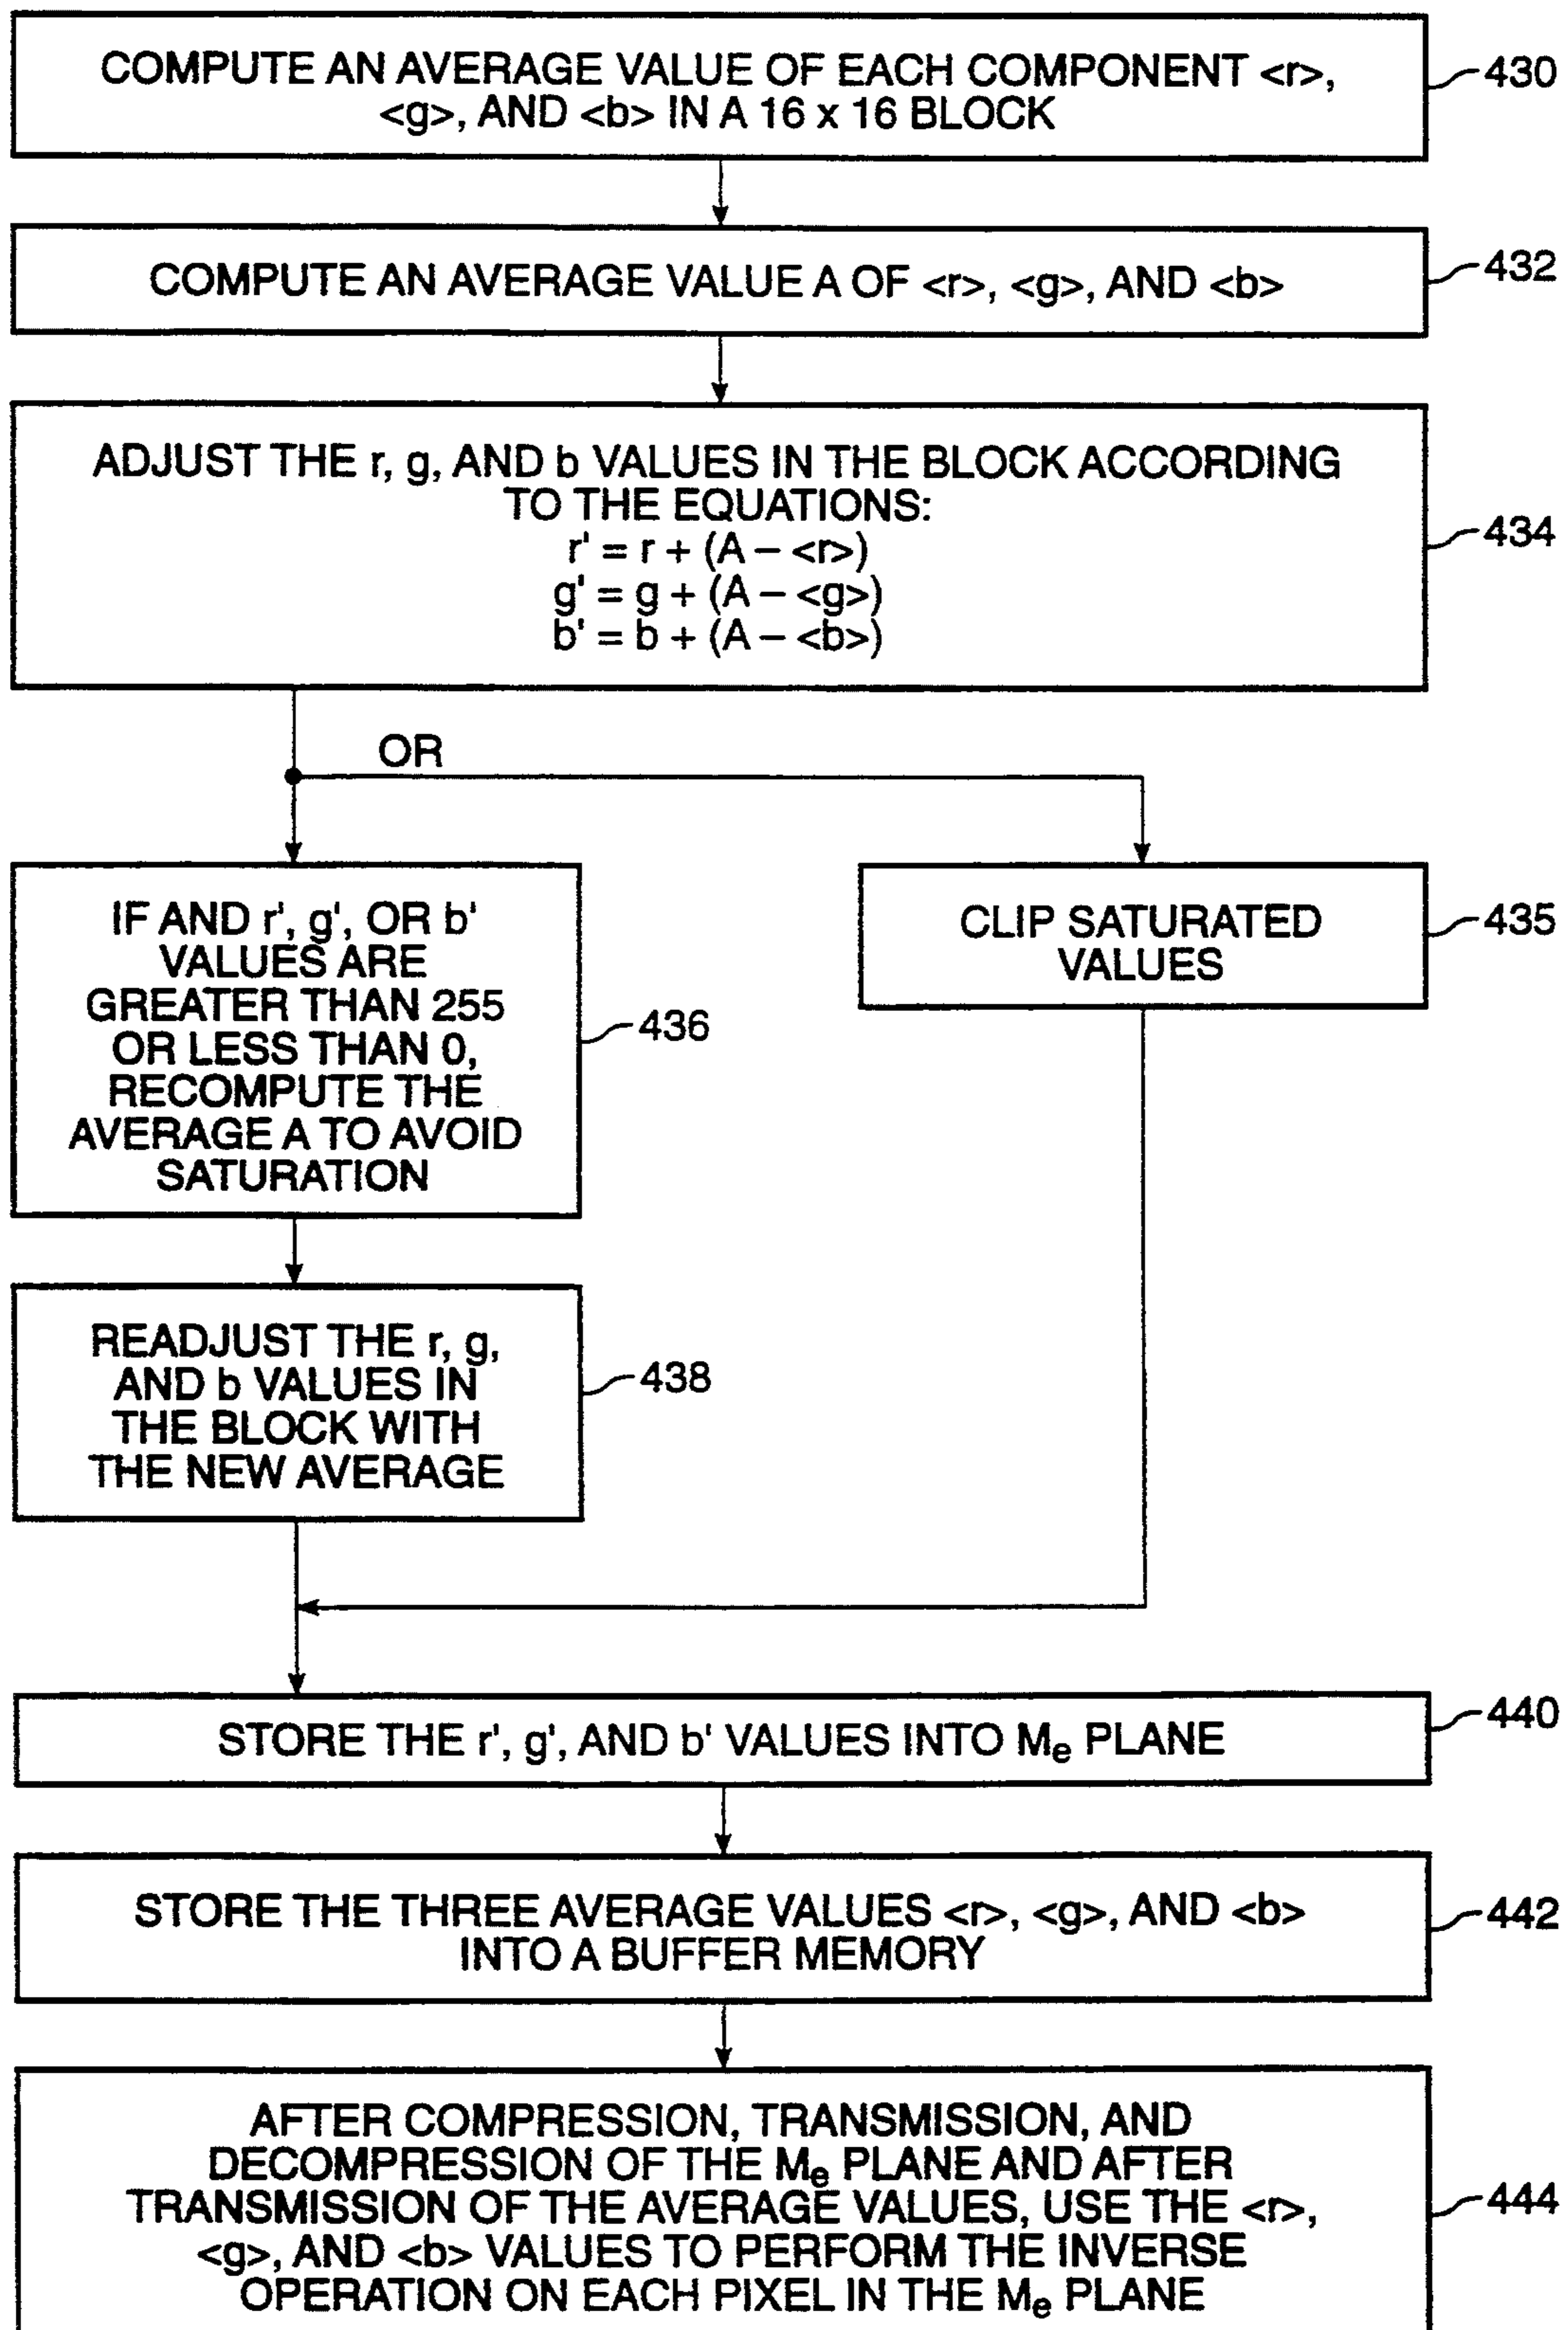 COMPUTE AN AVERAGE VALUE OF EACH COMPONENT <r>,
<g>, AND <b> IN A 16 x 16 BLOCK
430
COMPUTE AN AVERAGE VALUE A OF <r>, <g>, AND <b>
432
ADJUST THE r, g, AND b VALUES IN THE BLOCK ACCORDING
TO THE EQUATIONS:
r' = r + (A – <r>)
g' = g + (A – <g>)
b' = b + (A – <b>)
434
OR
IF AND r', g', OR b'
VALUES ARE
GREATER THAN 255
OR LESS THAN 0,
RECOMPUTE THE
AVERAGE A TO AVOID
SATURATION
436
CLIP SATURATED
VALUES
435
READJUST THE r, g,
AND b VALUES IN
THE BLOCK WITH
THE NEW AVERAGE
438
STORE THE r', g', AND b' VALUES INTO Me PLANE
440
STORE THE THREE AVERAGE VALUES <r>, <g>, AND <b>
INTO A BUFFER MEMORY
442
AFTER COMPRESSION, TRANSMISSION, AND
DECOMPRESSION OF THE Me PLANE AND AFTER
TRANSMISSION OF THE AVERAGE VALUES, USE THE <r>,
<g>, AND <b> VALUES TO PERFORM THE INVERSE
OPERATION ON EACH PIXEL IN THE Me PLANE
444